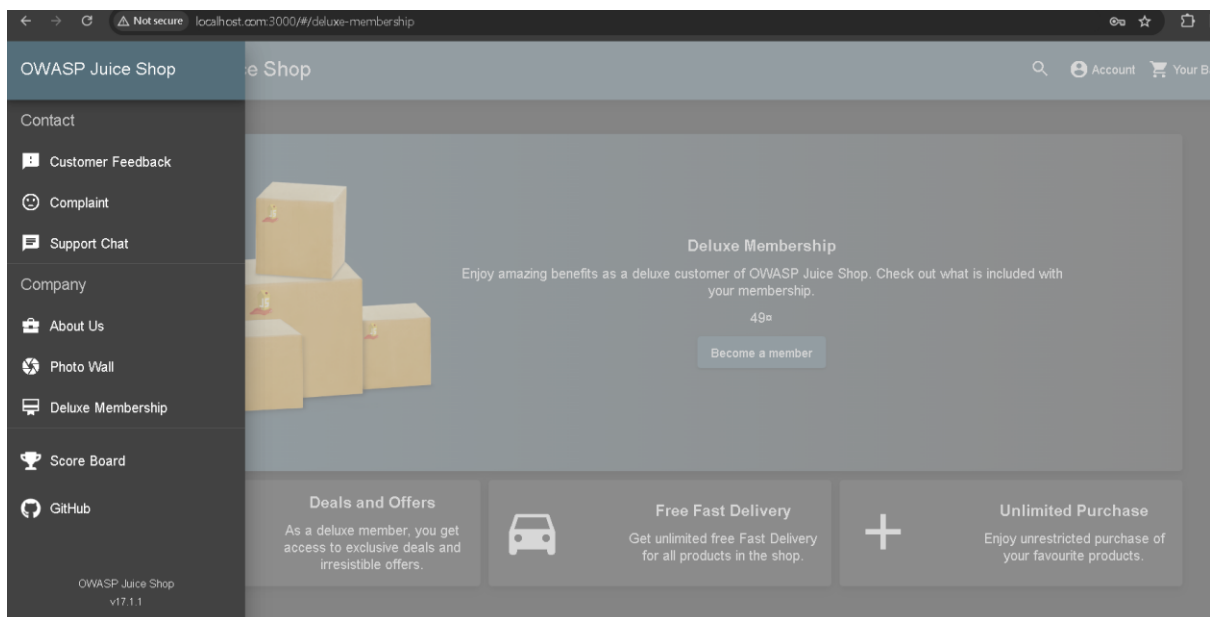 Not secure localhost.com:3000/#/deluxe-membership
OWASP Juice Shop
e Shop
Account
Your B
Contact
Customer Feedback
Complaint
Support Chat
Company
About Us
Photo Wall
Deluxe Membership
Score Board
GitHub
OWASP Juice Shop
v17.1.1
Deluxe Membership
Enjoy amazing benefits as a deluxe customer of OWASP Juice Shop. Check out what is included with
your membership.
49¤
Become a member
Deals and Offers
As a deluxe member, you get
access to exclusive deals and
irresistible offers.
Free Fast Delivery
Get unlimited free Fast Delivery
for all products in the shop.
Unlimited Purchase
Enjoy unrestricted purchase of
your favourite products.